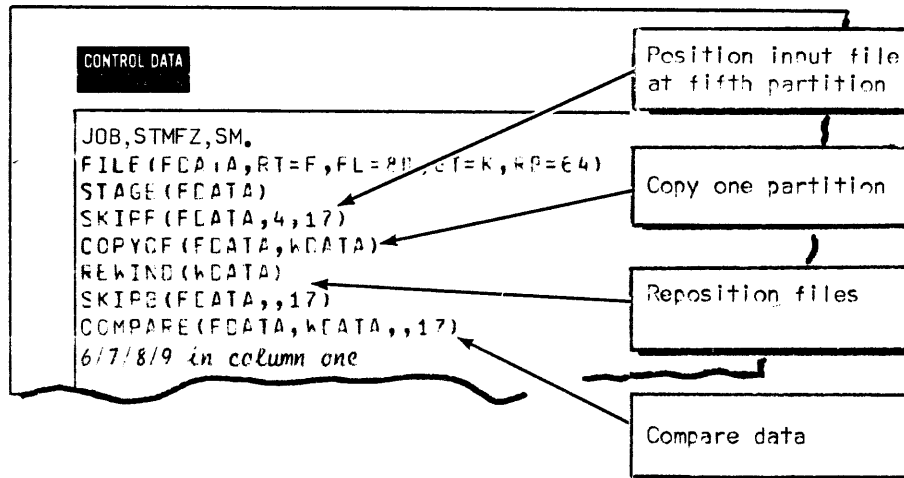 CONTROL DATA
JOB,STMFZ,SM.
FILE(FDATA,RT=F,FL=80,BT=K,RB=64)
STAGE(FDATA)
SKIPF(FDATA,4,17)
COPYCF(FDATA,WDATA)
REWIND(WDATA)
SKIPB(FDATA,,17)
COMPARE(FDATA,WDATA,,17)
6/7/8/9 in column one
Position input file
at fifth partition
Copy one partition
Reposition files
Compare data